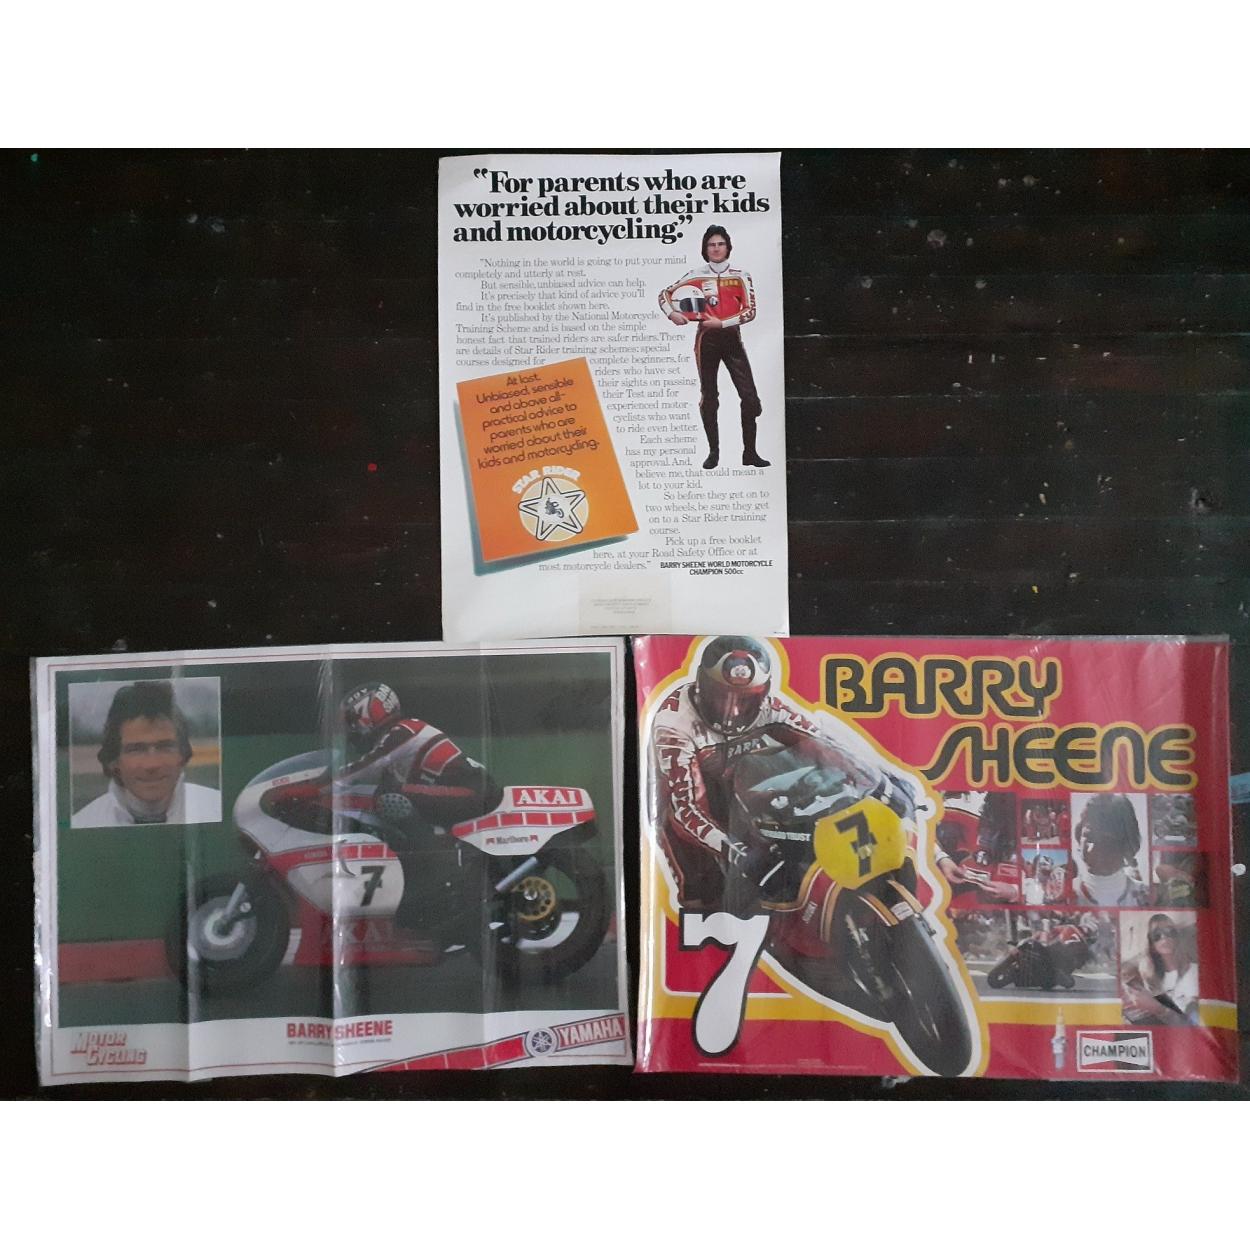 "For parents who are
worried about their kids
and motorcycling."
"Nothing in the world is going to put your mind
completely and utterly at rest.
But sensible, unbiased advice can help.
It's precisely that kind of advice you'll
find in the free booklet shown here.
It's published by the National Motorcycle
Training Scheme and is based on the simple
honest fact that trained riders are safer riders. There
are details of Star Rider training schemes; special
courses designed for complete beginners, for
riders who have set
their sights on passing
their Test and for
experienced motor-
cyclists who want
to ride even better.
Each scheme
has my personal
approval. And,
believe me, that could mean a
lot to your kid.
So before they get on to
two wheels, be sure they get
on to a Star Rider training
course.
Pick up a free booklet
here, at your Road Safety Office or at
most motorcycle dealers."
BARRY SHEENE WORLD MOTORCYCLE
CHAMPION 500cc
At last.
Unbiased, sensible
and above all-
practical advice to
parents who are
worried about their
kids and motorcycling.
STAR RIDER
7
AKAI
Marlboro
7
AKAI
MOTOR
CYCLING
BARRY SHEENE
YAMAHA
BARRY
SHEENE
7
7
CHAMPION